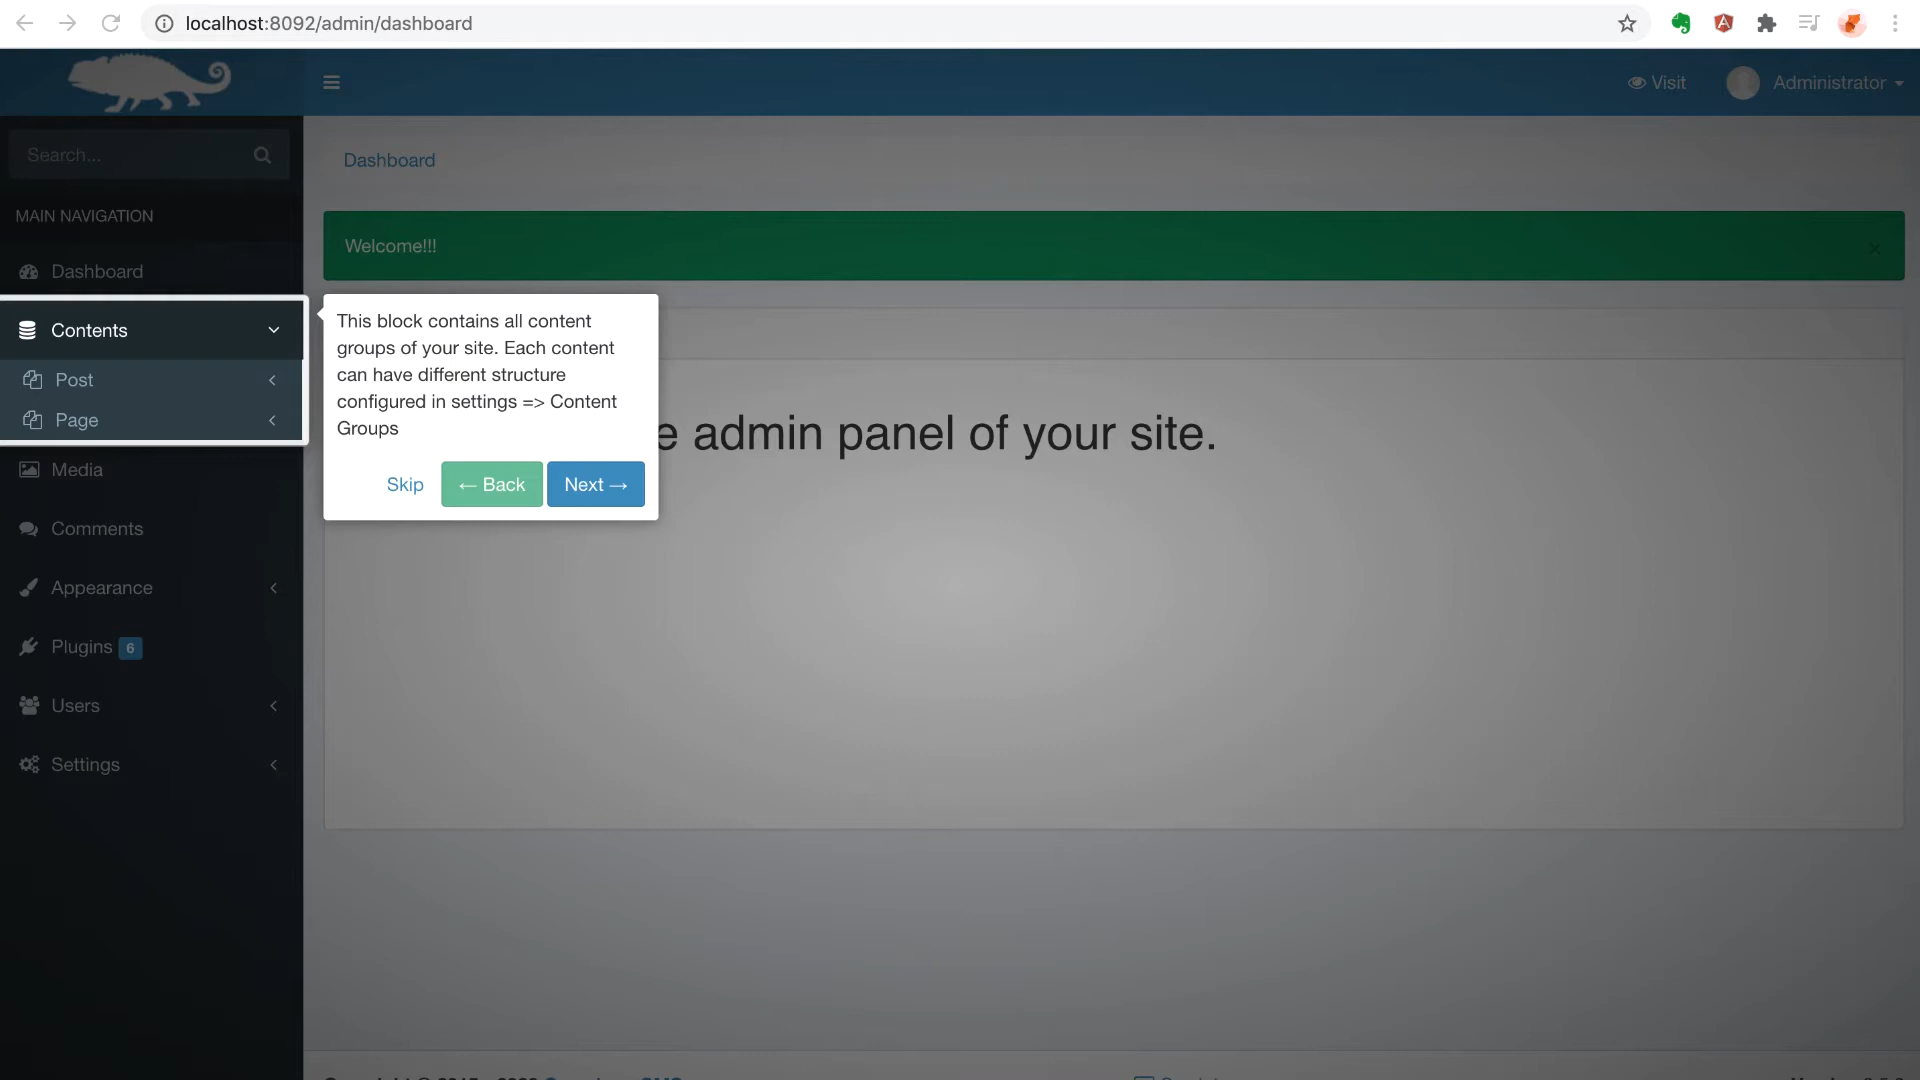 localhost:8092/admin/dashboard
Visit
Administrator
Search...
Dashboard
MAIN NAVIGATION
Welcome!!!
Dashboard
Contents
Post
Page
This block contains all content
groups of your site. Each content
can have different structure
configured in settings => Content
Groups
e admin panel of your site.
Skip
← Back
Next →
Media
Comments
Appearance
Plugins 6
Users
Settings